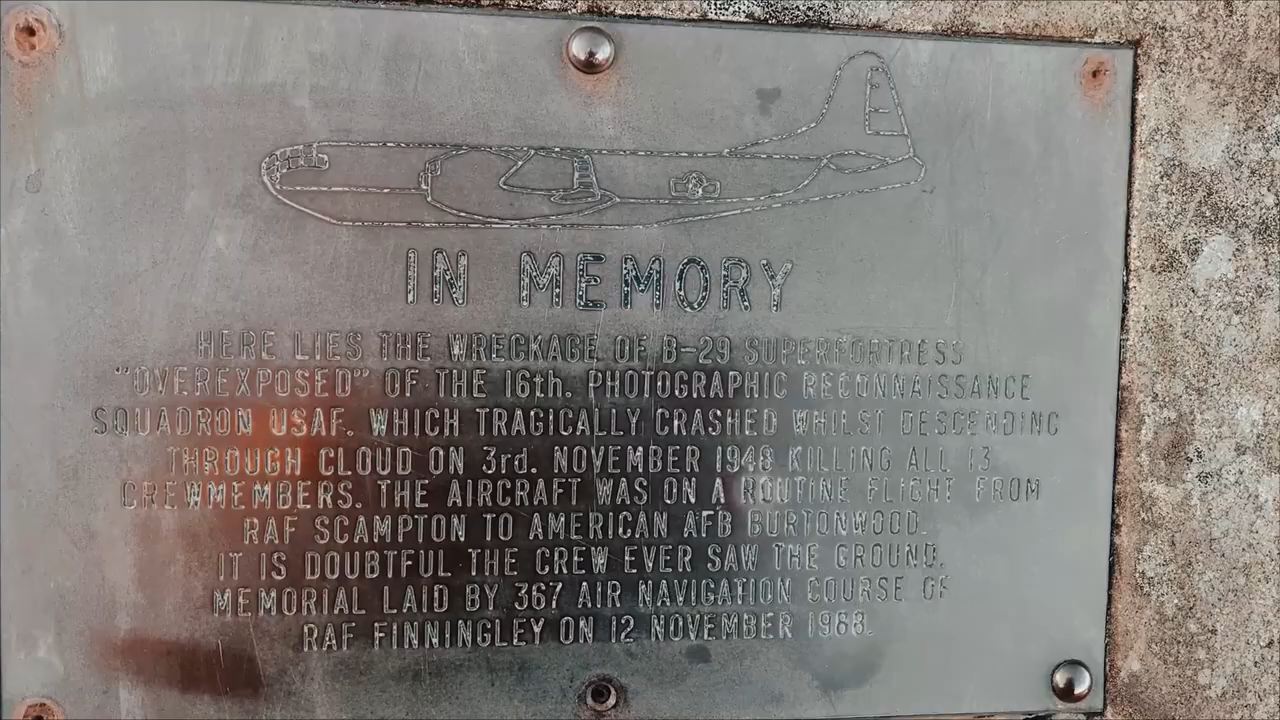 IN MEMORY
HERE LIES THE WRECKAGE OF B-29 SUPERFORTRESS
"OVEREXPOSED" OF THE 16th. PHOTOGRAPHIC RECONNAISSANCE
SQUADRON USAF. WHICH TRAGICALLY CRASHED WHILST DESCENDING
THROUGH CLOUD ON 3rd. NOVEMBER 1948 KILLING ALL 13
CREWMEMBERS. THE AIRCRAFT WAS ON A ROUTINE FLIGHT FROM
RAF SCAMPTON TO AMERICAN AFB BURTONWOOD.
IT IS DOUBTFUL THE CREW EVER SAW THE GROUND.
MEMORIAL LAID BY 367 AIR NAVIGATION COURSE OF
RAF FINNINGLEY ON 12 NOVEMBER 1988.